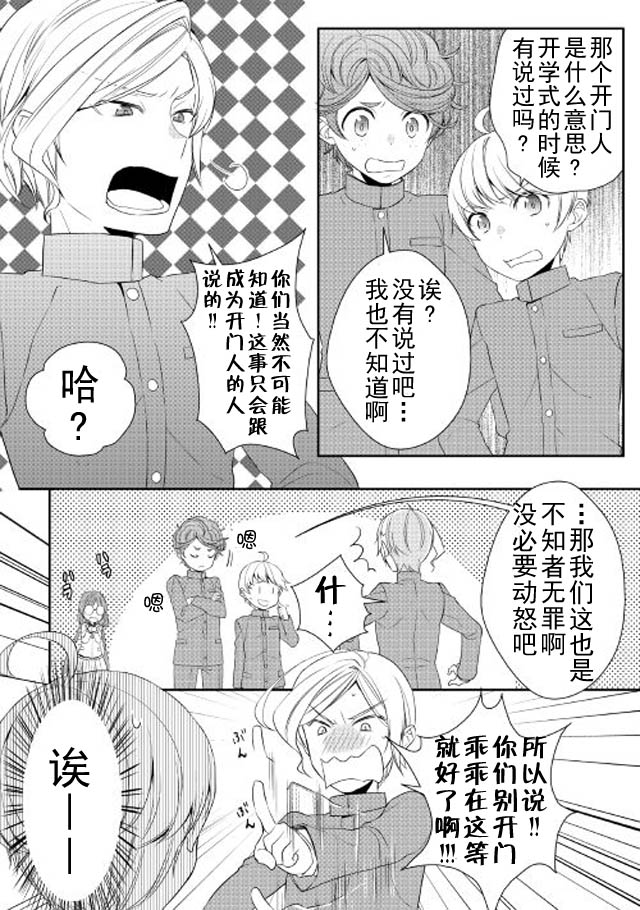 那个开门人
是什么意思?
开学式的时候
有说过吗?
诶?
没有说过吧…
我也不知道啊
你们当然不可能
知道!这事只会跟
成为开门人的人
说的!!
哈?
…那我们这也是
不知者无罪啊
没必要动怒吧
嗯
嗯
什…
所以说!!
你们别开门
乖乖在这等
就好了啊!!!
ぶん
ぶん
诶——